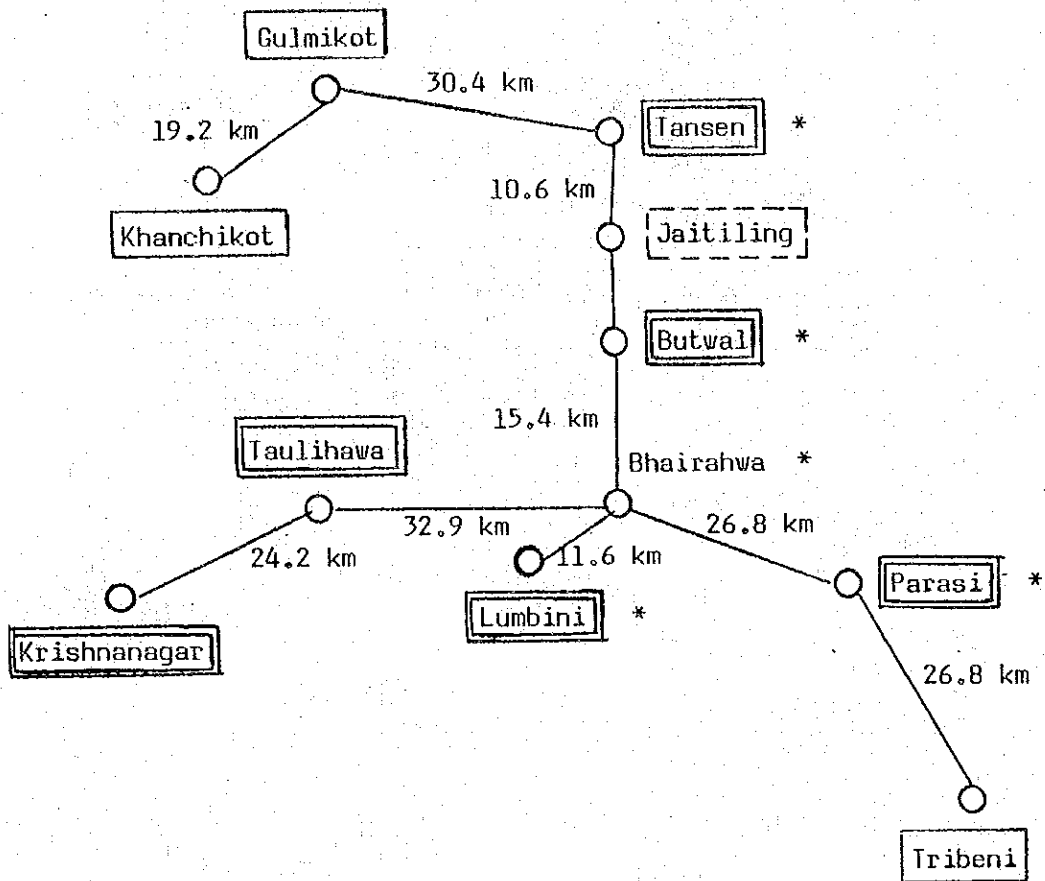 Gulmikot
30.4 km
Tansen *
19.2 km
10.6 km
Khanchikot
Jaitiling
Butwal *
15.4 km
Taulihawa
Bhairahwa *
32.9 km
26.8 km
24.2 km
11.6 km
Parasi *
Lumbini *
Krishnanagar
26.8 km
Tribeni